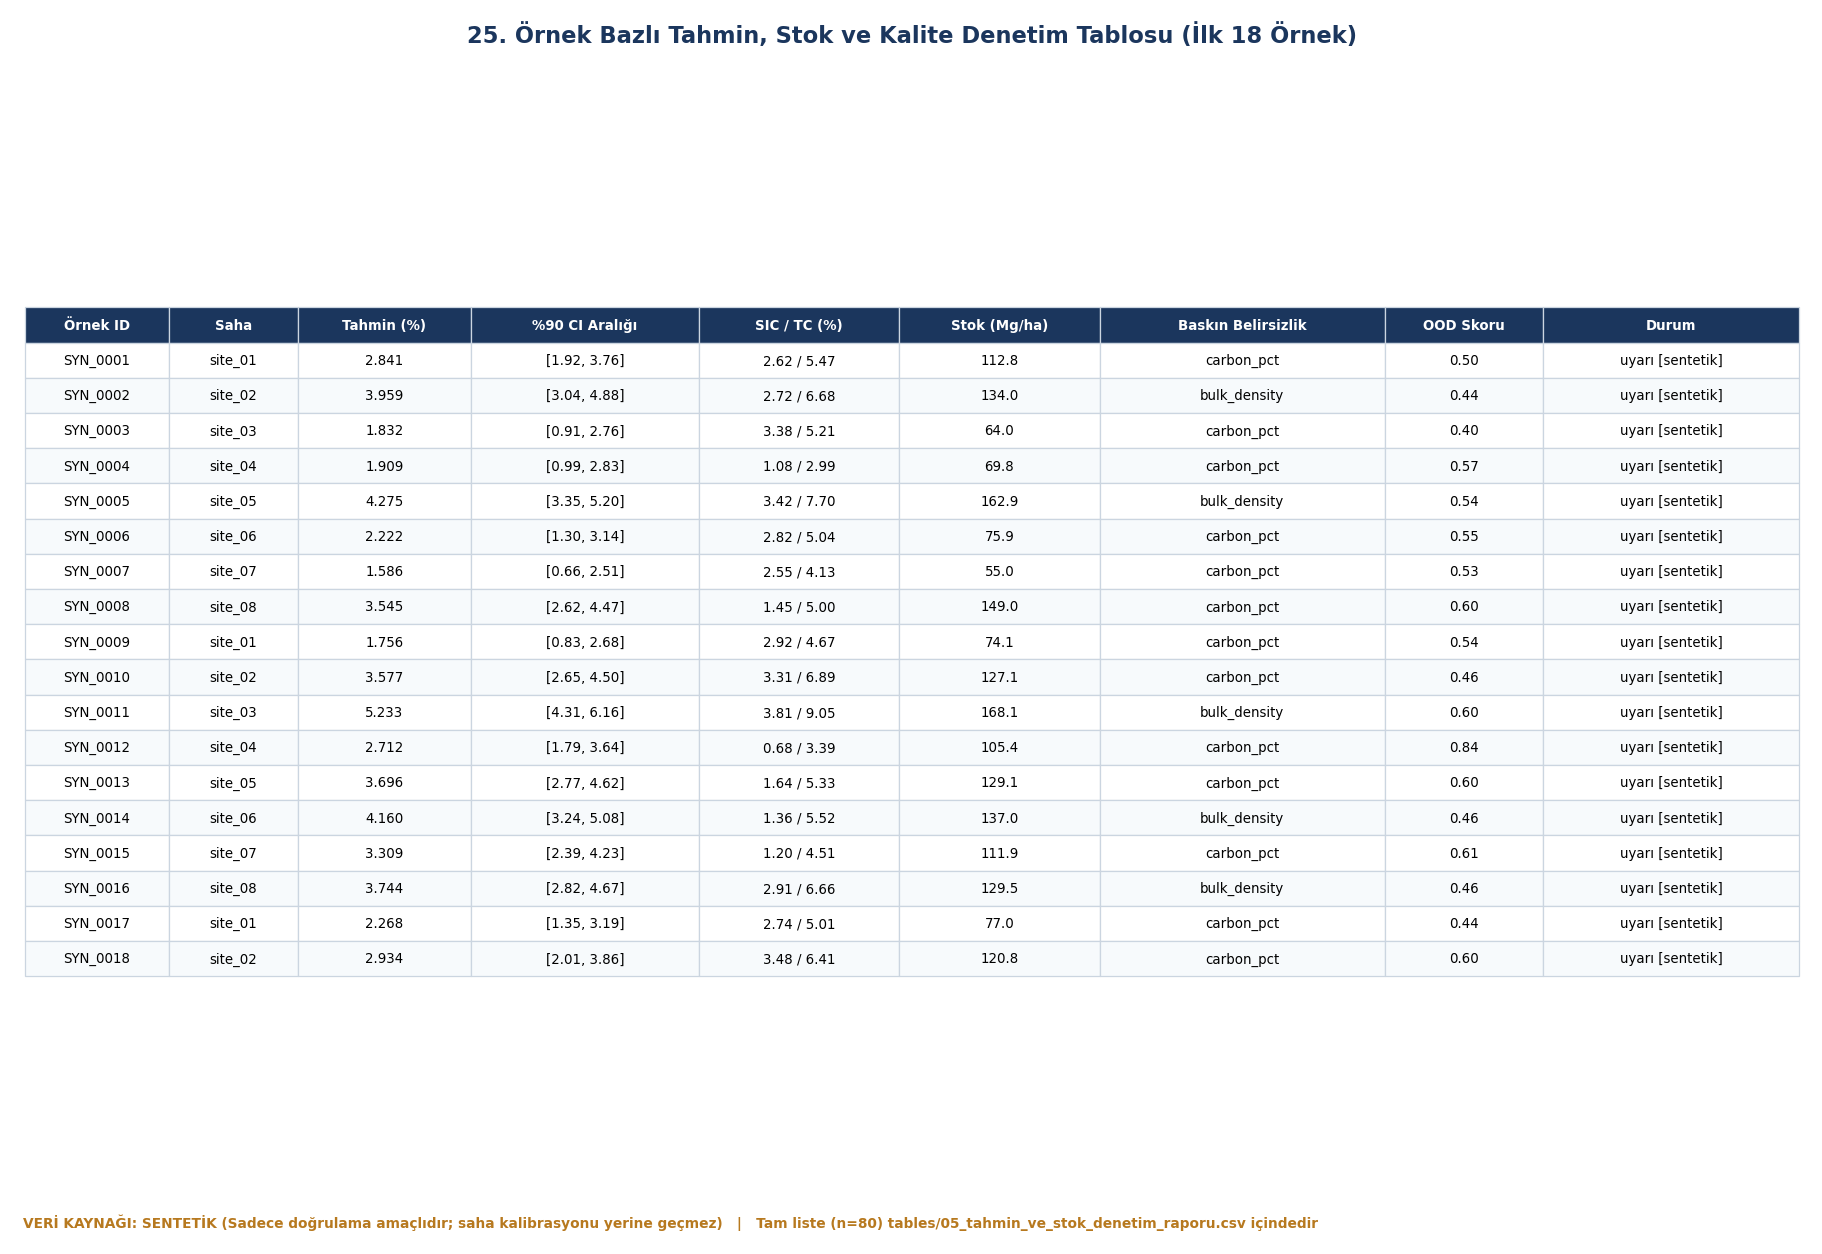 25. Örnek Bazlı Tahmin, Stok ve Kalite Denetim Tablosu (İlk 18 Örnek)
Örnek ID Saha Tahmin (%) %90 CI Aralığı SIC / TC (%) Stok (Mg/ha) Baskın Belirsizlik OOD Skoru Durum
SYN_0001 site_01 2.841 [1.92, 3.76] 2.62 / 5.47 112.8 carbon_pct 0.50 uyarı [sentetik]
SYN_0002 site_02 3.959 [3.04, 4.88] 2.72 / 6.68 134.0 bulk_density 0.44 uyarı [sentetik]
SYN_0003 site_03 1.832 [0.91, 2.76] 3.38 / 5.21 64.0 carbon_pct 0.40 uyarı [sentetik]
SYN_0004 site_04 1.909 [0.99, 2.83] 1.08 / 2.99 69.8 carbon_pct 0.57 uyarı [sentetik]
SYN_0005 site_05 4.275 [3.35, 5.20] 3.42 / 7.70 162.9 bulk_density 0.54 uyarı [sentetik]
SYN_0006 site_06 2.222 [1.30, 3.14] 2.82 / 5.04 75.9 carbon_pct 0.55 uyarı [sentetik]
SYN_0007 site_07 1.586 [0.66, 2.51] 2.55 / 4.13 55.0 carbon_pct 0.53 uyarı [sentetik]
SYN_0008 site_08 3.545 [2.62, 4.47] 1.45 / 5.00 149.0 carbon_pct 0.60 uyarı [sentetik]
SYN_0009 site_01 1.756 [0.83, 2.68] 2.92 / 4.67 74.1 carbon_pct 0.54 uyarı [sentetik]
SYN_0010 site_02 3.577 [2.65, 4.50] 3.31 / 6.89 127.1 carbon_pct 0.46 uyarı [sentetik]
SYN_0011 site_03 5.233 [4.31, 6.16] 3.81 / 9.05 168.1 bulk_density 0.60 uyarı [sentetik]
SYN_0012 site_04 2.712 [1.79, 3.64] 0.68 / 3.39 105.4 carbon_pct 0.84 uyarı [sentetik]
SYN_0013 site_05 3.696 [2.77, 4.62] 1.64 / 5.33 129.1 carbon_pct 0.60 uyarı [sentetik]
SYN_0014 site_06 4.160 [3.24, 5.08] 1.36 / 5.52 137.0 bulk_density 0.46 uyarı [sentetik]
SYN_0015 site_07 3.309 [2.39, 4.23] 1.20 / 4.51 111.9 carbon_pct 0.61 uyarı [sentetik]
SYN_0016 site_08 3.744 [2.82, 4.67] 2.91 / 6.66 129.5 bulk_density 0.46 uyarı [sentetik]
SYN_0017 site_01 2.268 [1.35, 3.19] 2.74 / 5.01 77.0 carbon_pct 0.44 uyarı [sentetik]
SYN_0018 site_02 2.934 [2.01, 3.86] 3.48 / 6.41 120.8 carbon_pct 0.60 uyarı [sentetik]
VERİ KAYNAĞI: SENTETİK (Sadece doğrulama amaçlıdır; saha kalibrasyonu yerine geçmez) | Tam liste (n=80) tables/05_tahmin_ve_stok_denetim_raporu.csv içindedir